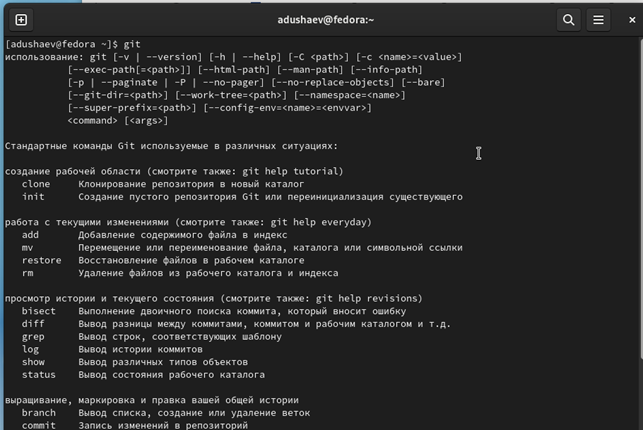 adushaev@fedora:~
[adushaev@fedora ~]$ git
использование: git [-v | --version] [-h | --help] [-C <path>] [-c <name>=<value>]
[--exec-path[=<path>]] [--html-path] [--man-path] [--info-path]
[-p | --paginate | -P | --no-pager] [--no-replace-objects] [--bare]
[--git-dir=<path>] [--work-tree=<path>] [--namespace=<name>]
[--super-prefix=<path>] [--config-env=<name>=<envvar>]
<command> [<args>]
Стандартные команды Git используемые в различных ситуациях:
создание рабочей области (смотрите также: git help tutorial)
clone Клонирование репозитория в новый каталог
init Создание пустого репозитория Git или переинициализация существующего
работа с текущими изменениями (смотрите также: git help everyday)
add Добавление содержимого файла в индекс
mv Перемещение или переименование файла, каталога или символьной ссылки
restore Восстановление файлов в рабочем каталоге
rm Удаление файлов из рабочего каталога и индекса
просмотр истории и текущего состояния (смотрите также: git help revisions)
bisect Выполнение двоичного поиска коммита, который вносит ошибку
diff Вывод разницы между коммитами, коммитом и рабочим каталогом и т.д.
grep Вывод строк, соответствующих шаблону
log Вывод истории коммитов
show Вывод различных типов объектов
status Вывод состояния рабочего каталога
выращивание, маркировка и правка вашей общей истории
branch Вывод списка, создание или удаление веток
commit Запись изменений в репозиторий